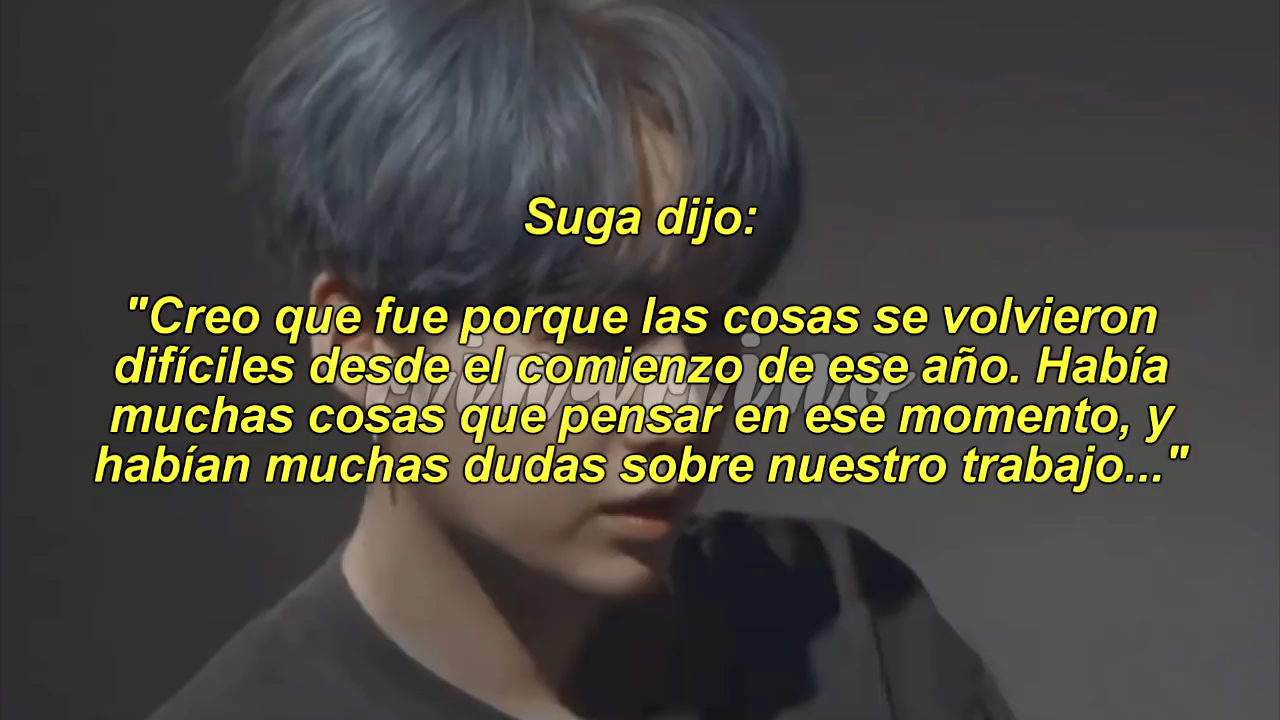 Suga dijo:
"Creo que fue porque las cosas se volvieron
difíciles desde el comienzo de ese año. Había
muchas cosas que pensar en ese momento, y
habían muchas dudas sobre nuestro trabajo..."